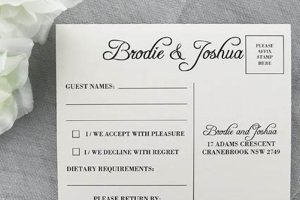 Brodie & Joshua
PLEASE
AFFIX
STAMP
HERE
GUEST NAMES:
I / WE ACCEPT WITH PLEASURE
I / WE DECLINE WITH REGRET
DIETARY REQUIREMENTS:
PLEASE RETURN BY:
Brodie and Joshua
17 ADAMS CRESCENT
CRANEBROOK NSW 2749